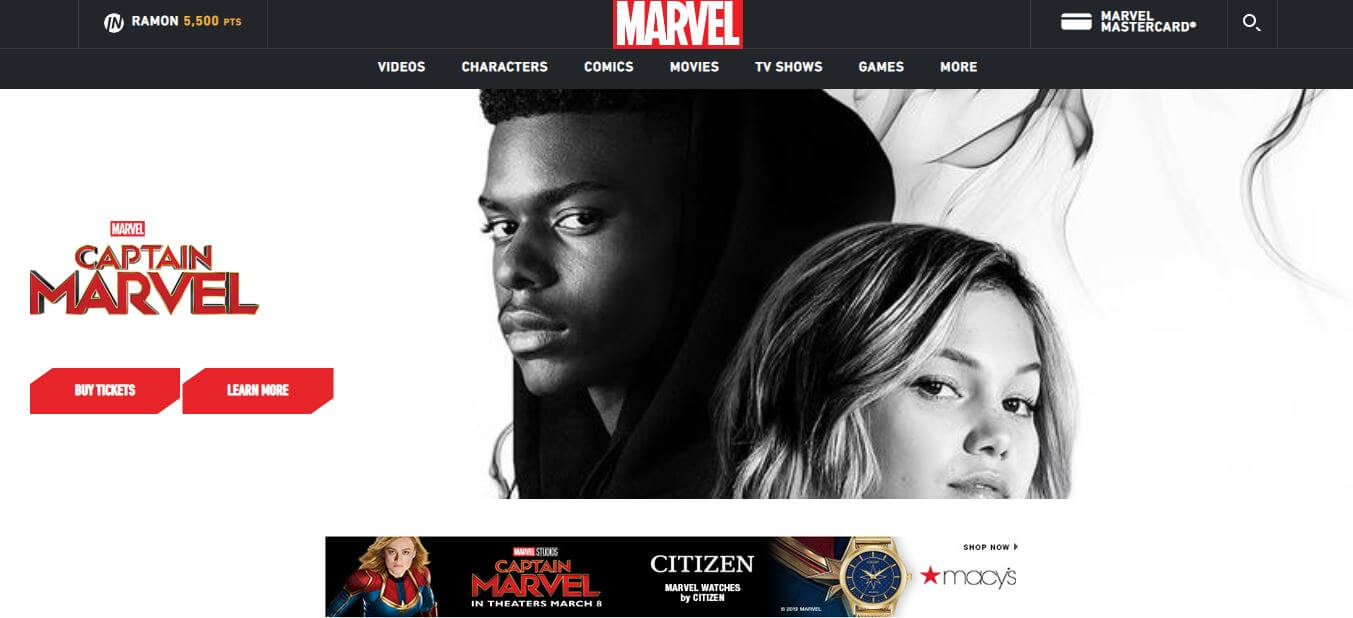 IN RAMON 5,500 PTS
MARVEL
MARVEL
MASTERCARD®
VIDEOS CHARACTERS COMICS MOVIES TV SHOWS GAMES MORE
MARVEL
CAPTAIN
MARVEL
BUY TICKETS LEARN MORE
MARVEL STUDIOS
CAPTAIN
MARVEL
IN THEATERS MARCH 8
CITIZEN
MARVEL WATCHES
by CITIZEN
© 2019 MARVEL
SHOP NOW
macy's